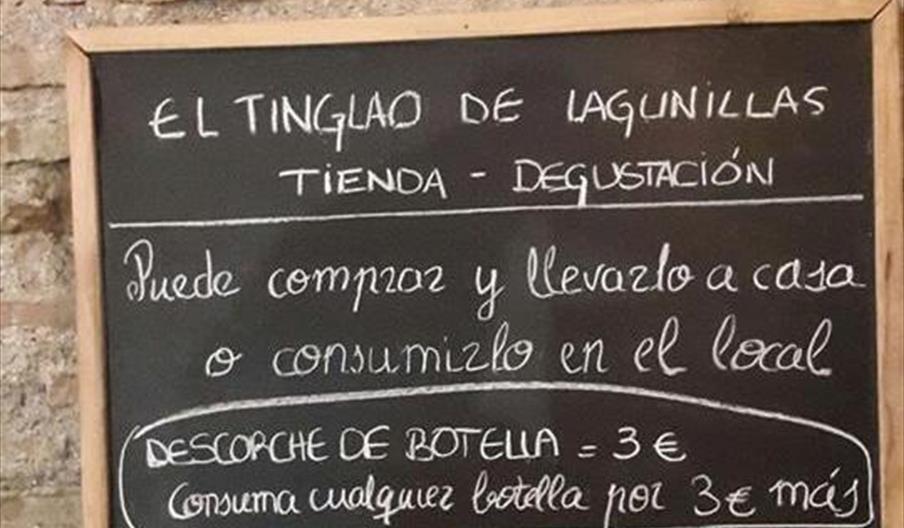 EL TINGLAO DE LAGUNILLAS
TIENDA - DEGUSTACIÓN
Puede comprar y llevarlo a casa
o consumirlo en el local
DESCORCHE DE BOTELLA = 3 €
Consuma cualquier botella por 3 € más